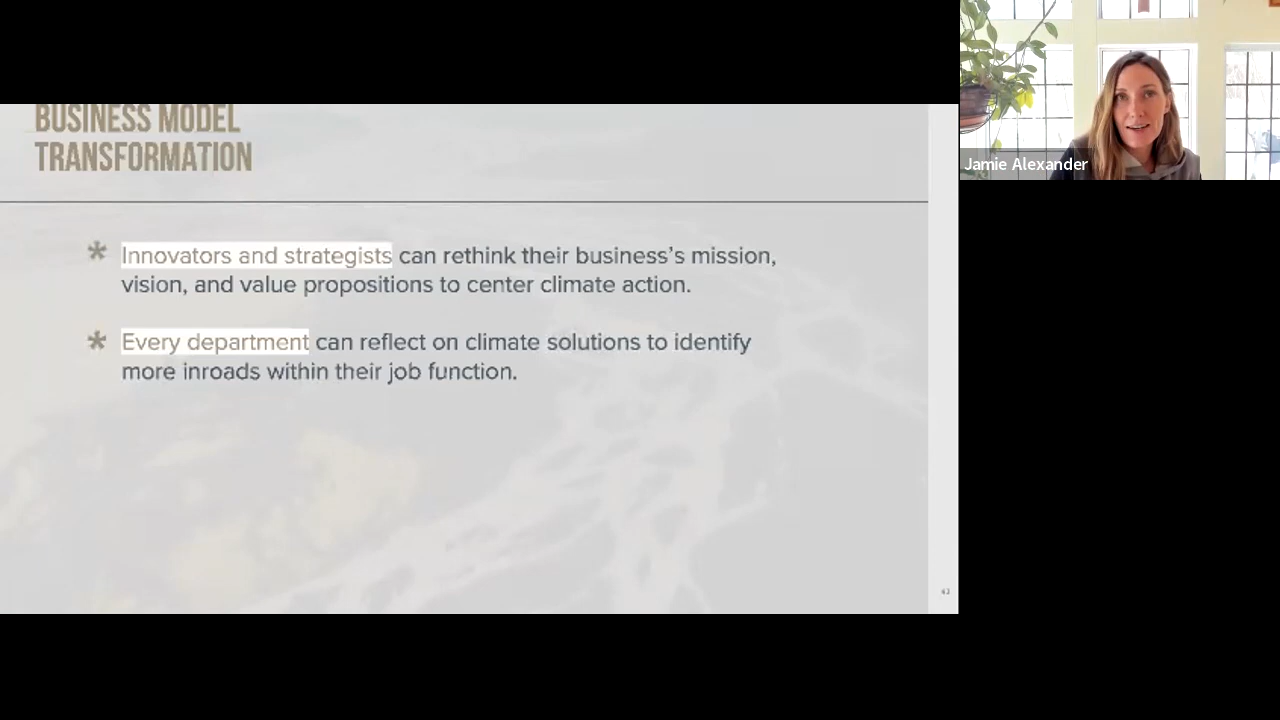 BUSINESS MODEL
TRANSFORMATION
* Innovators and strategists can rethink their business’s mission,
vision, and value propositions to center climate action.
* Every department can reflect on climate solutions to identify
more inroads within their job function.
Jamie Alexander